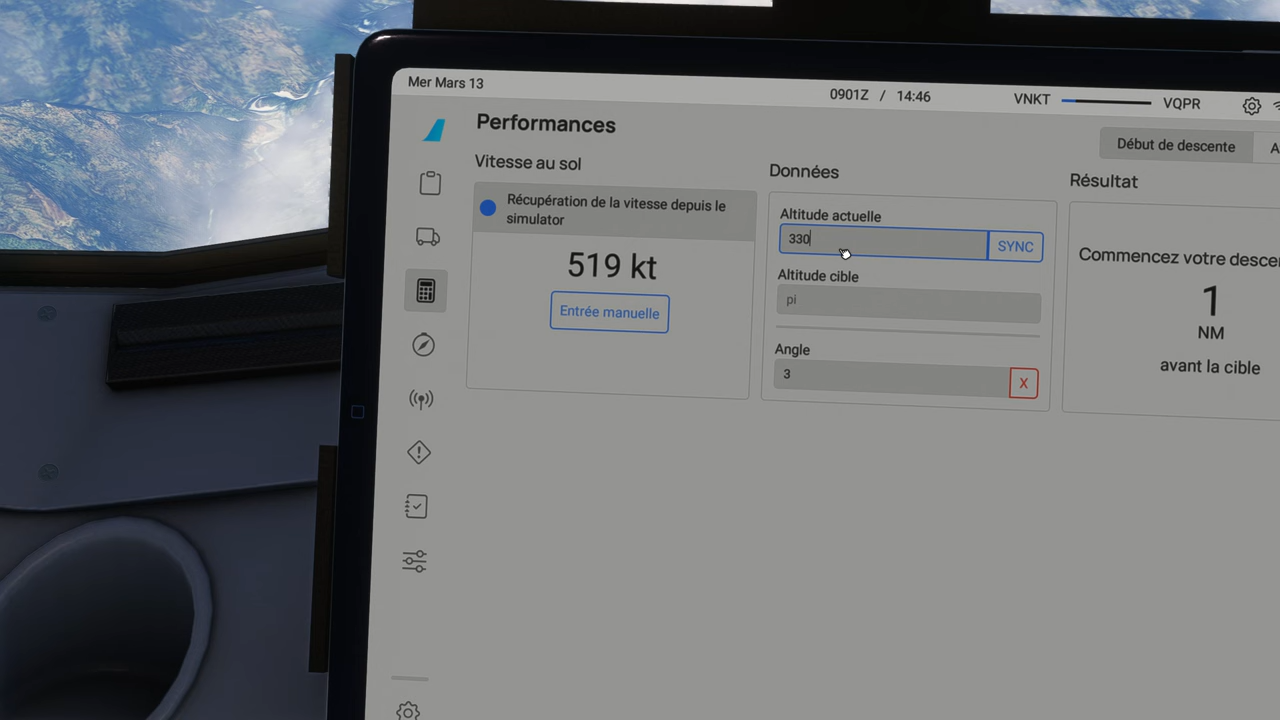 Mer Mars 13
0901Z / 14:46
VNKT
VQPR
Performances
Début de descente
Vitesse au sol
Récupération de la vitesse depuis le
simulator
519 kt
Entrée manuelle
Données
Altitude actuelle
330
SYNC
Altitude cible
pi
Angle
3
X
Résultat
Commencez votre
1
NM
avant la cible